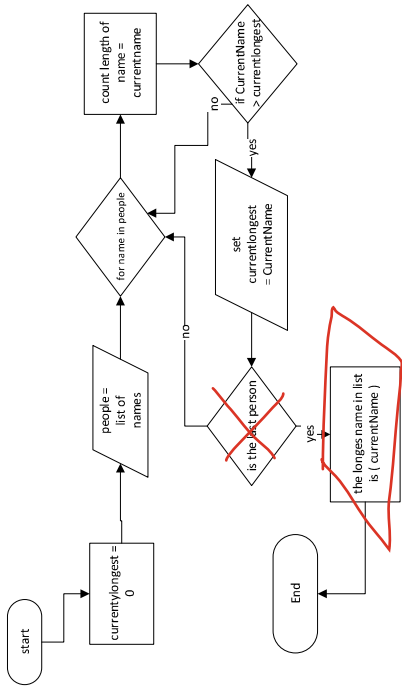 start
currentylongest =
0
people =
list of
names
for name in people
count length of
name =
currentname
if CurrentName
> currentlongest
no
yes
set
currentlongest
= CurrentName
no
is the last person
yes
the longes name in list
is ( currentName )
End